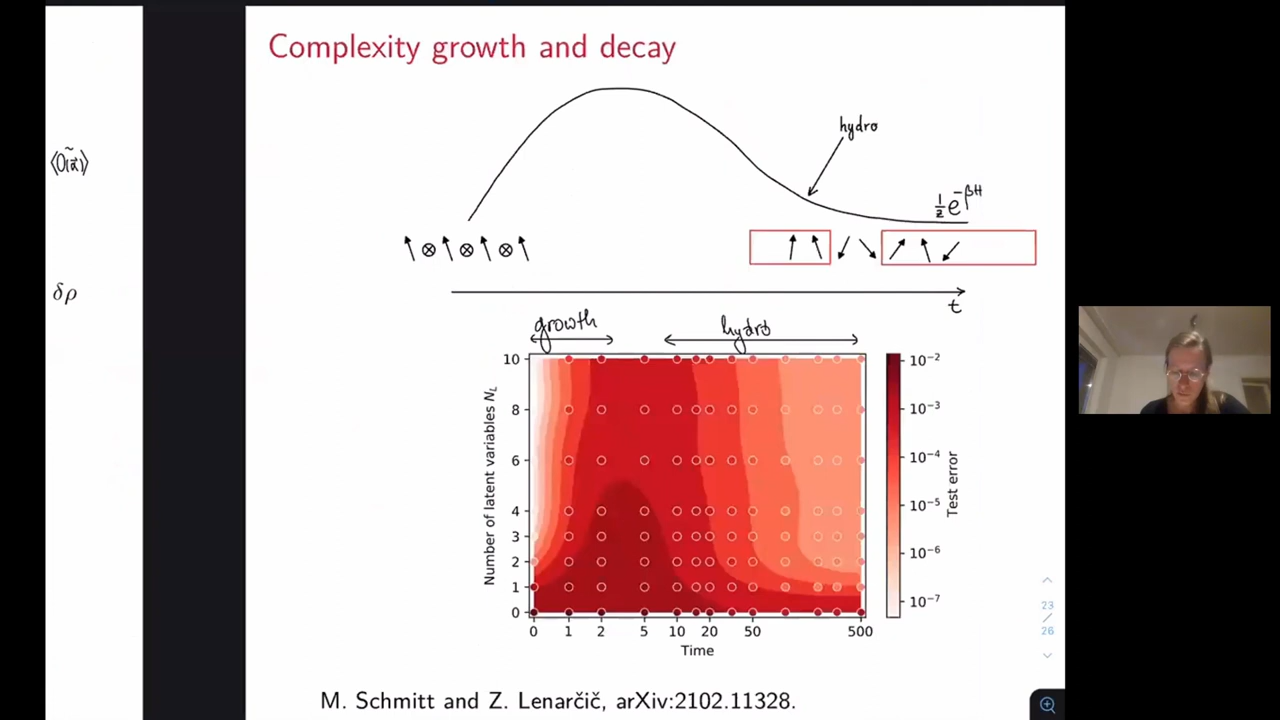 Complexity growth and decay
hydro
⟨Õ(α)⟩
1/Z e^{-βH}
δρ
t
growth
hydro
Number of latent variables N_L
10
8
6
4
3
2
1
0
0 1 2 5 10 20 50 500
Time
10^{-2}
10^{-3}
10^{-4}
10^{-5}
10^{-6}
10^{-7}
Test error
23
/
26
M. Schmitt and Z. Lenarčič, arXiv:2102.11328.